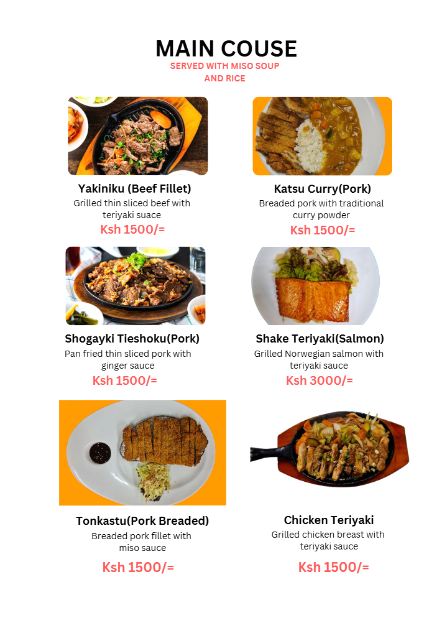 MAIN COUSE
SERVED WITH MISO SOUP
AND RICE
Yakiniku (Beef Fillet)
Grilled thin sliced beef with
teriyaki suace
Ksh 1500/=
Katsu Curry(Pork)
Breaded pork with traditional
curry powder
Ksh 1500/=
Shogayki Tieshoku(Pork)
Pan fried thin sliced pork with
ginger sauce
Ksh 1500/=
Shake Teriyaki(Salmon)
Grilled Norwegian salmon with
teriyaki sauce
Ksh 3000/=
Tonkastu(Pork Breaded)
Breaded pork fillet with
miso sauce
Ksh 1500/=
Chicken Teriyaki
Grilled chicken breast with
teriyaki sauce
Ksh 1500/=